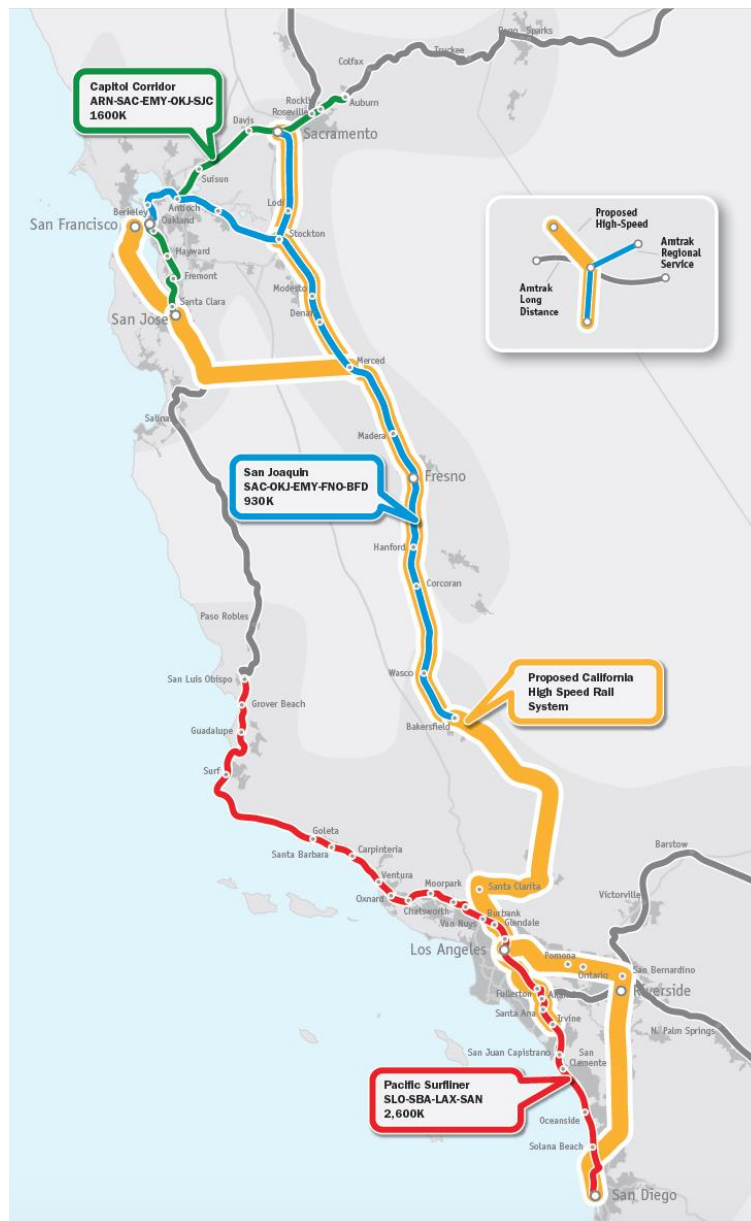 Reno
Sparks
Truckee
Colfax
Capitol Corridor
ARN-SAC-EMY-OKJ-SJC
1600K
Rocklin
Roseville
Auburn
Davis
Sacramento
Suisun
Lodi
Berkeley
Antioch
Oakland
San Francisco
Stockton
Hayward
Fremont
Modesto
Santa Clara
Denair
San Jose
Merced
Salinas
Madera
Proposed
High-Speed
Amtrak
Regional
Service
Amtrak
Long
Distance
San Joaquin
SAC-OKJ-EMY-FNO-BFD
930K
Fresno
Hanford
Corcoran
Paso Robles
San Luis Obispo
Wasco
Proposed California
High Speed Rail
System
Grover Beach
Guadalupe
Bakersfield
Surf
Goleta
Santa Barbara
Carpinteria
Ventura
Oxnard
Moorpark
Chatsworth
Santa Clarita
Van Nuys
Burbank
Glendale
Barstow
Victorville
Los Angeles
Pomona
Ontario
San Bernardino
Riverside
Fullerton
Anaheim
Santa Ana
Irvine
N. Palm Springs
San Juan Capistrano
San
Clemente
Pacific Surfliner
SLO-SBA-LAX-SAN
2,600K
Oceanside
Solana Beach
San Diego